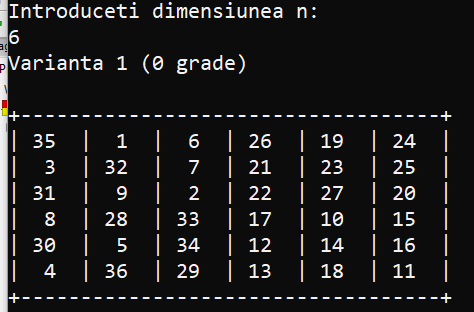 Introduceti dimensiunea n:
6
Varianta 1 (0 grade)
+-----------------------------------+
| 35 | 1 | 6 | 26 | 19 | 24 |
| 3 | 32 | 7 | 21 | 23 | 25 |
| 31 | 9 | 2 | 22 | 27 | 20 |
| 8 | 28 | 33 | 17 | 10 | 15 |
| 30 | 5 | 34 | 12 | 14 | 16 |
| 4 | 36 | 29 | 13 | 18 | 11 |
+-----------------------------------+